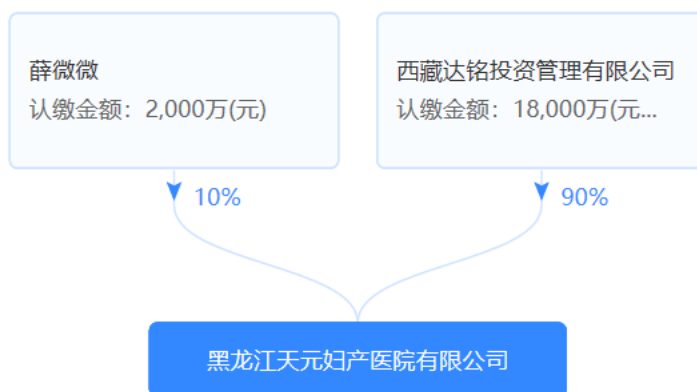 薛微微
认缴金额：2,000万(元)
西藏达铭投资管理有限公司
认缴金额：18,000万(元...
10%
90%
黑龙江天元妇产医院有限公司